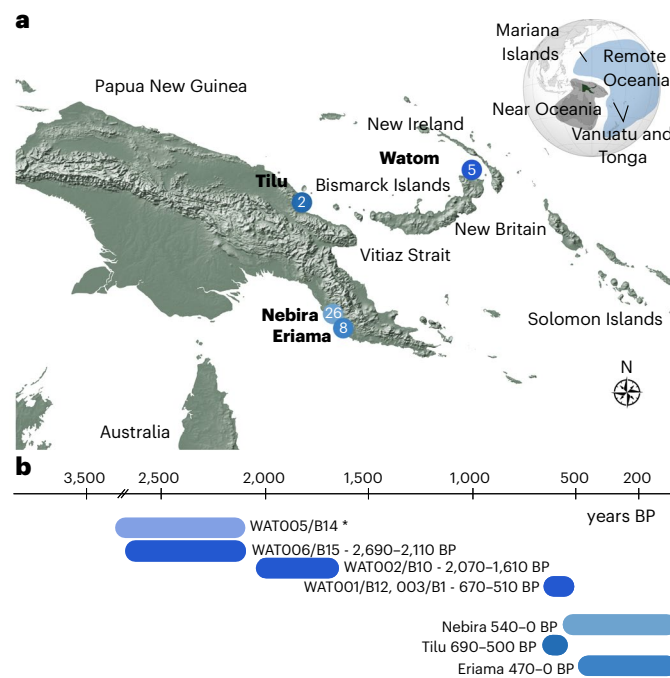 a
Mariana
Islands
Remote
Oceania
Near Oceania
Vanuatu and
Tonga
Papua New Guinea
New Ireland
Watom
5
Tilu
2
Bismarck Islands
New Britain
Vitiaz Strait
Nebira
26
Eriama
8
Solomon Islands
N
Australia
b
3,500 2,500 2,000 1,500 1,000 500 200
years BP
WAT005/B14 *
WAT006/B15 - 2,690–2,110 BP
WAT002/B10 - 2,070–1,610 BP
WAT001/B12, 003/B1 - 670–510 BP
Nebira 540–0 BP
Tilu 690–500 BP
Eriama 470–0 BP